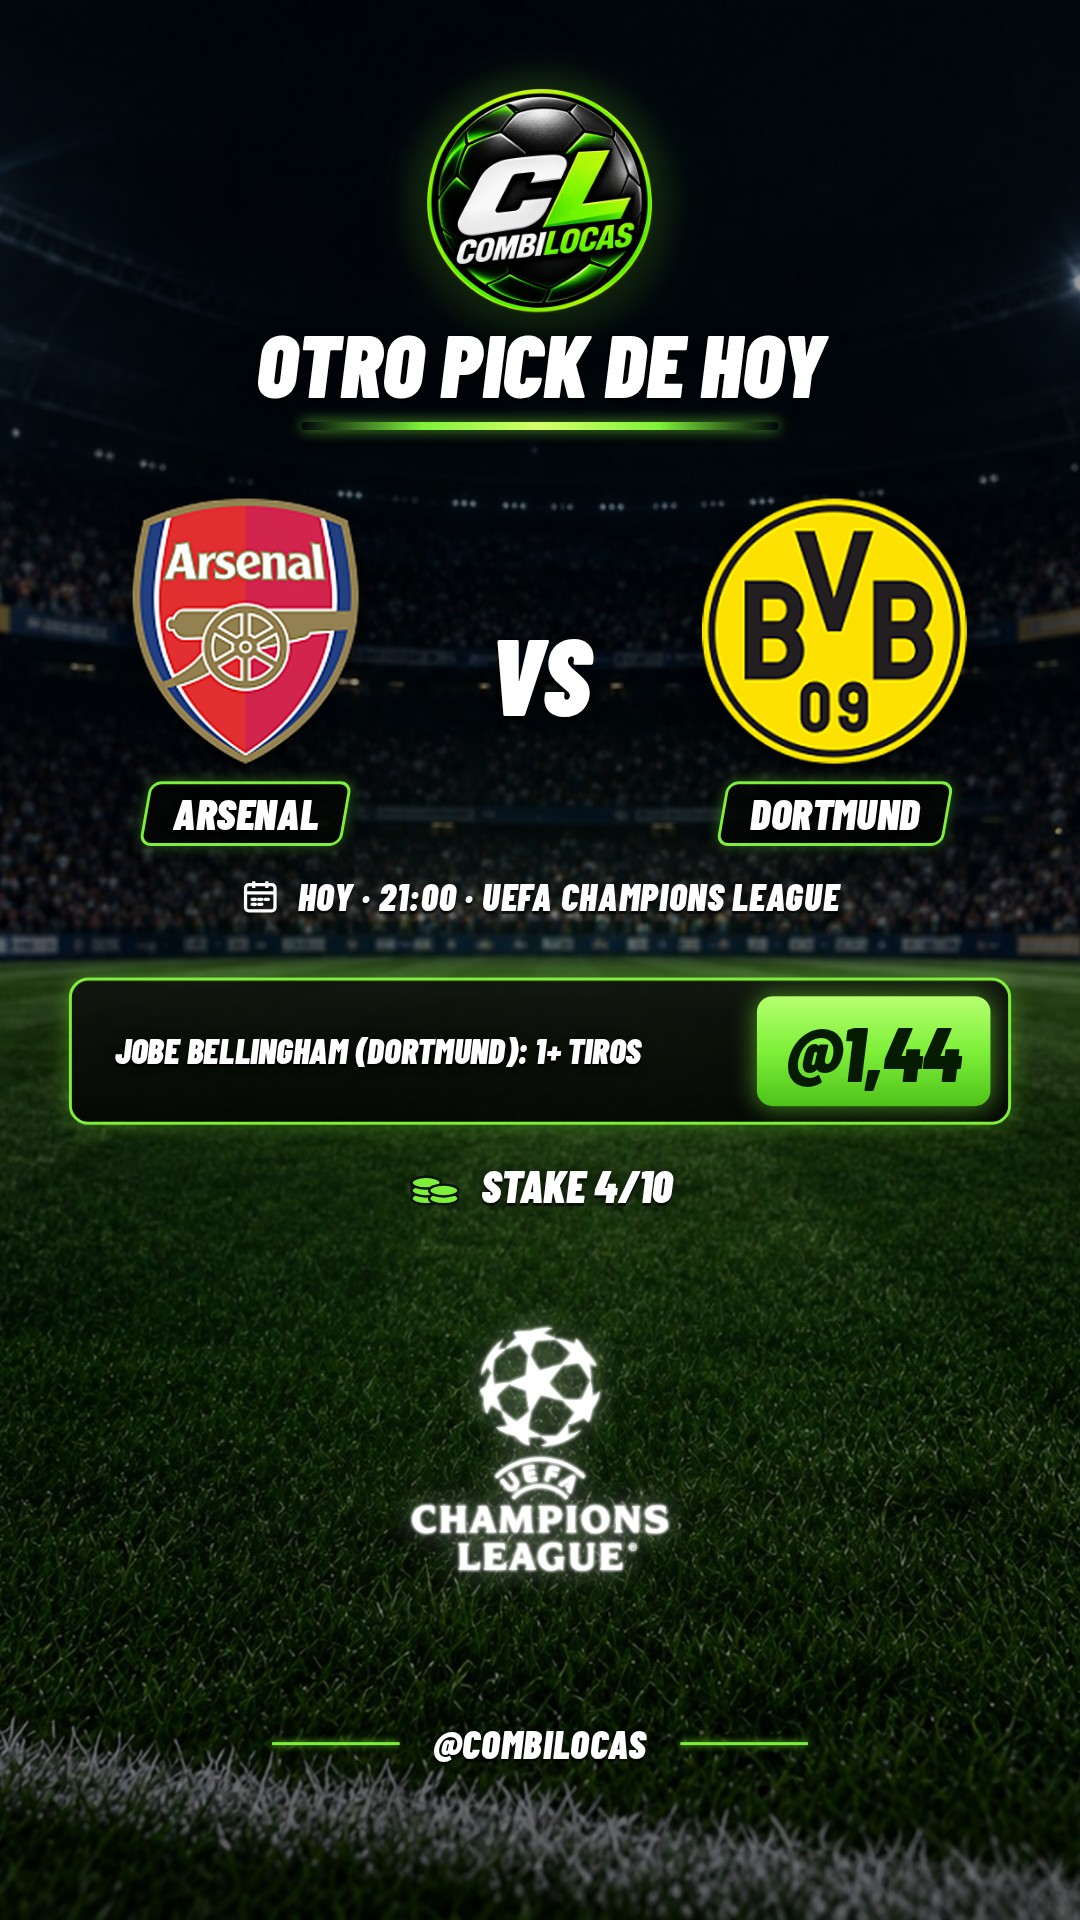 CL
COMBILOCAS
OTRO PICK DE HOY
Arsenal
VS
BVB
09
ARSENAL
DORTMUND
HOY · 21:00 · UEFA CHAMPIONS LEAGUE
JOBE BELLINGHAM (DORTMUND): 1+ TIROS
@1,44
STAKE 4/10
UEFA
CHAMPIONS
LEAGUE®
@COMBILOCAS